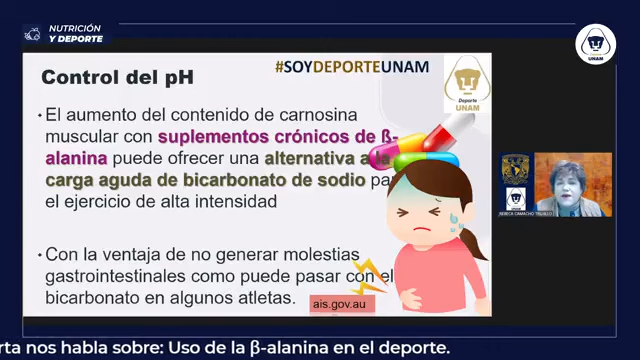 NUTRICIÓN
Y DEPORTE
#SOYDEPORTEUNAM
Control del pH
Deporte
UNAM
UNAM
• El aumento del contenido de carnosina
muscular con suplementos crónicos de β-
alanina puede ofrecer una alternativa a la
carga aguda de bicarbonato de sodio pa
el ejercicio de alta intensidad
• Con la ventaja de no generar molestias
gastrointestinales como puede pasar con el
bicarbonato en algunos atletas.
ais.gov.au
UNAM
REBECA CAMACHO TRUJILLO
rta nos habla sobre: Uso de la β-alanina en el deporte.